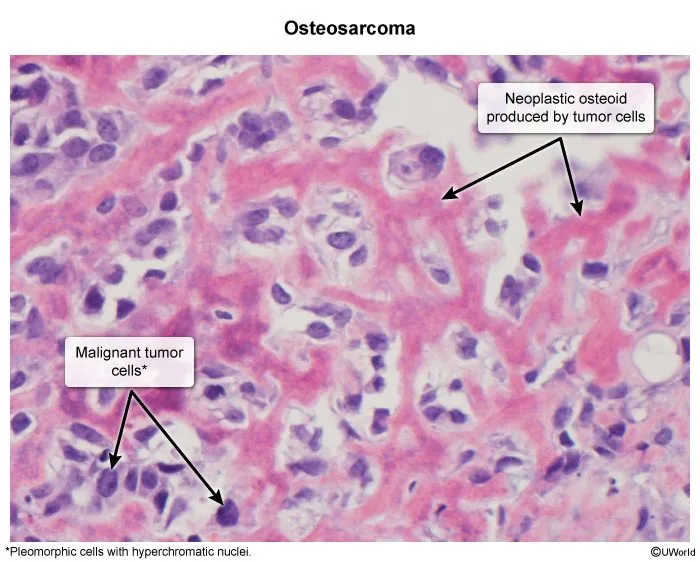 Osteosarcoma
Neoplastic osteoid
produced by tumor cells
Malignant tumor
cells*
*Pleomorphic cells with hyperchromatic nuclei.
©UWorld